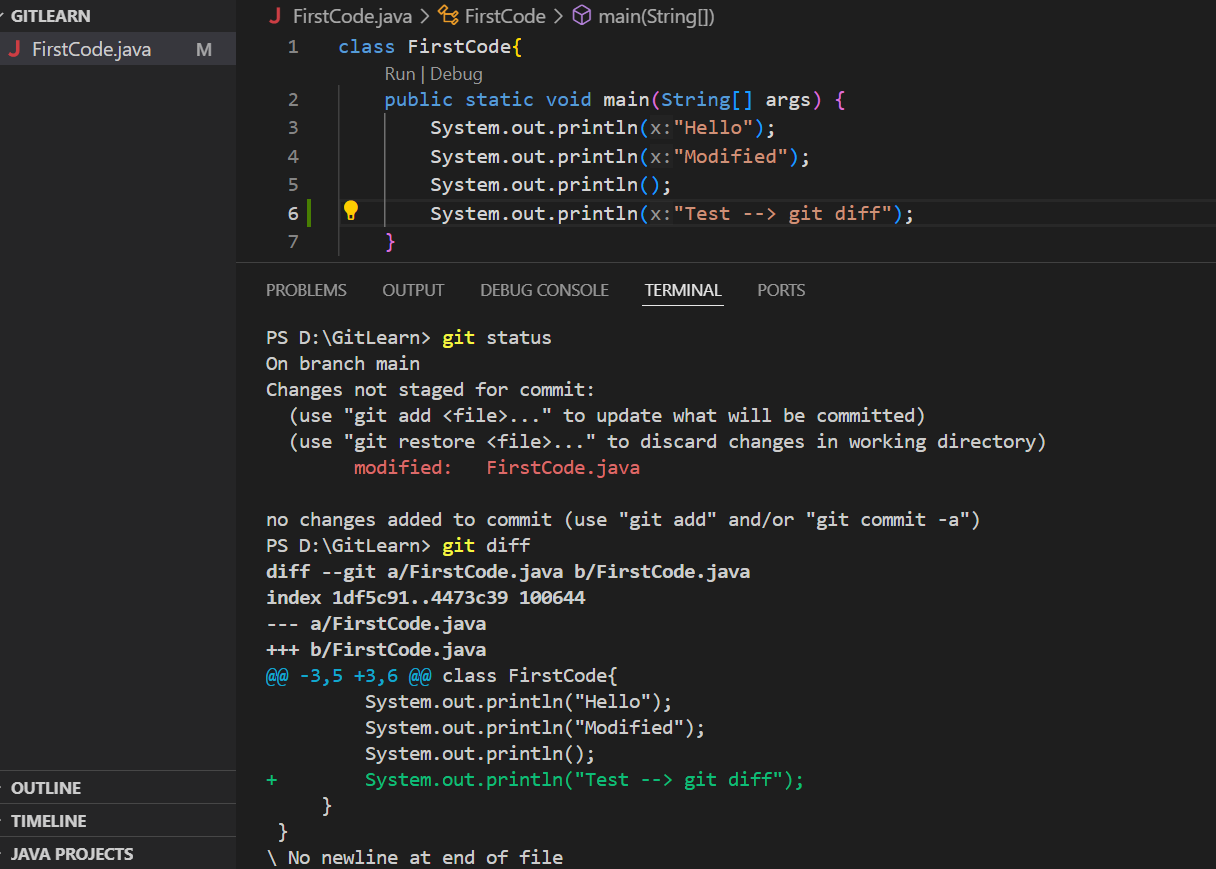 GITLEARN
FirstCode.java M
OUTLINE
TIMELINE
JAVA PROJECTS
FirstCode.java > FirstCode > main(String[])
1 class FirstCode{
Run | Debug
2 public static void main(String[] args) {
3 System.out.println(x:"Hello");
4 System.out.println(x:"Modified");
5 System.out.println();
6 System.out.println(x:"Test --> git diff");
7 }
PROBLEMS OUTPUT DEBUG CONSOLE TERMINAL PORTS
PS D:\GitLearn> git status
On branch main
Changes not staged for commit:
  (use "git add <file>..." to update what will be committed)
  (use "git restore <file>..." to discard changes in working directory)
        modified:   FirstCode.java

no changes added to commit (use "git add" and/or "git commit -a")
PS D:\GitLearn> git diff
diff --git a/FirstCode.java b/FirstCode.java
index 1df5c91..4473c39 100644
--- a/FirstCode.java
+++ b/FirstCode.java
@@ -3,5 +3,6 @@ class FirstCode{
         System.out.println("Hello");
         System.out.println("Modified");
         System.out.println();
+        System.out.println("Test --> git diff");
     }
 }
\ No newline at end of file